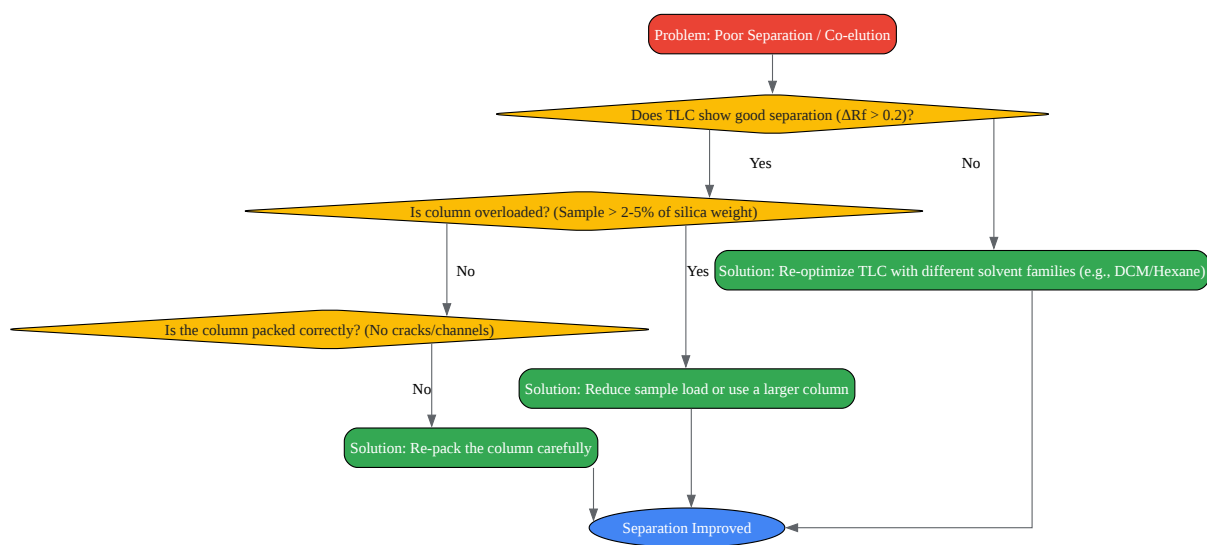 Problem: Poor Separation / Co-elution
Does TLC show good separation (ΔRf > 0.2)?
Yes
No
Is column overloaded? (Sample > 2-5% of silica weight)
No
Yes
Solution: Re-optimize TLC with different solvent families (e.g., DCM/Hexane)
Is the column packed correctly? (No cracks/channels)
No
Solution: Reduce sample load or use a larger column
Solution: Re-pack the column carefully
Separation Improved